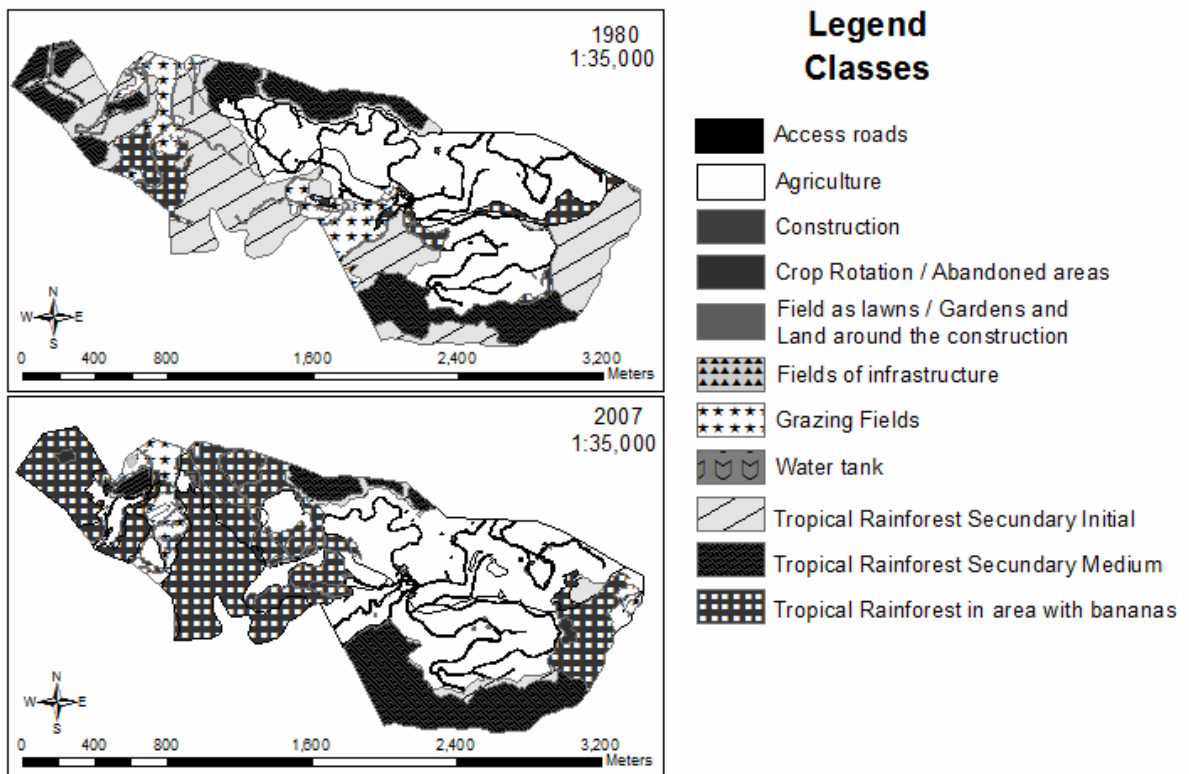 1980
1:35,000
N
W E
S
0 400 800 1,600 2,400 3,200
Meters
2007
1:35,000
N
W E
S
0 400 800 1,600 2,400 3,200
Meters
Legend
Classes
Access roads
Agriculture
Construction
Crop Rotation / Abandoned areas
Field as lawns / Gardens and
Land around the construction
Fields of infrastructure
Grazing Fields
Water tank
Tropical Rainforest Secundary Initial
Tropical Rainforest Secundary Medium
Tropical Rainforest in area with bananas